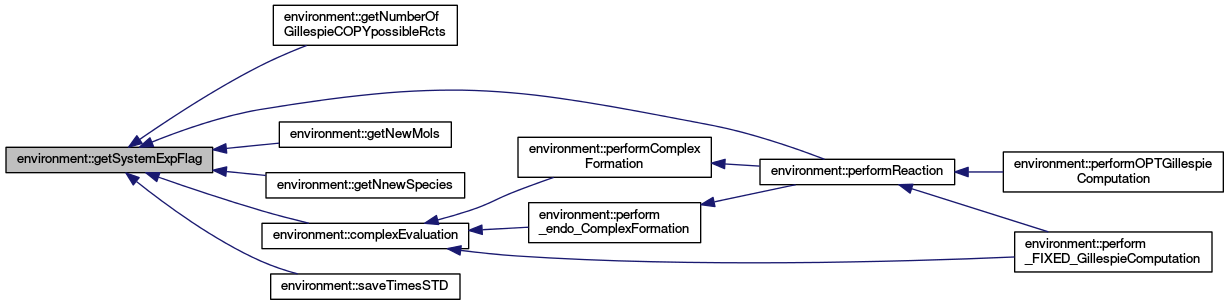 environment::getNumberOf
GillespieCOPYpossibleRcts
environment::getSystemExpFlag
environment::getNewMols
environment::getNnewSpecies
environment::complexEvaluation
environment::saveTimesSTD
environment::performComplex
Formation
environment::perform
_endo_ComplexFormation
environment::performReaction
environment::performOPTGillespie
Computation
environment::perform
_FIXED_GillespieComputation